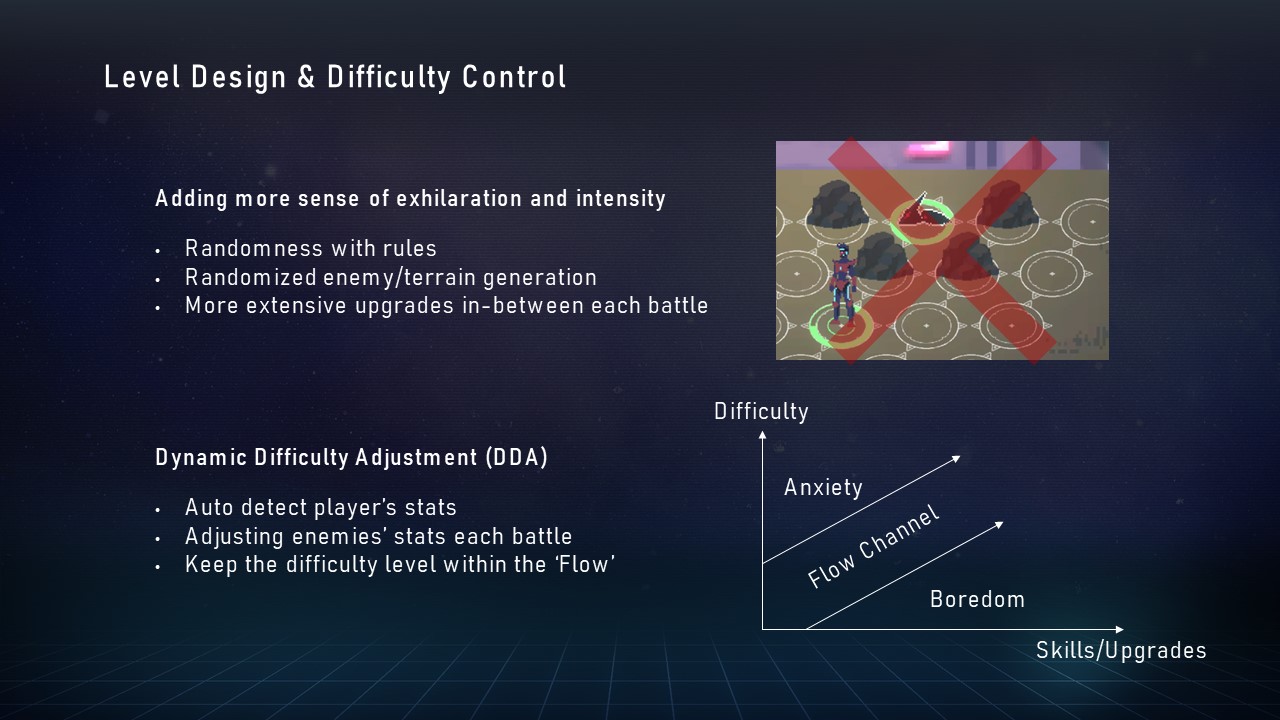 Level Design & Difficulty Control
Adding more sense of exhilaration and intensity
• Randomness with rules
• Randomized enemy/terrain generation
• More extensive upgrades in-between each battle
Dynamic Difficulty Adjustment (DDA)
• Auto detect player's stats
• Adjusting enemies' stats each battle
• Keep the difficulty level within the 'Flow'
Difficulty
Anxiety
Flow Channel
Boredom
Skills/Upgrades